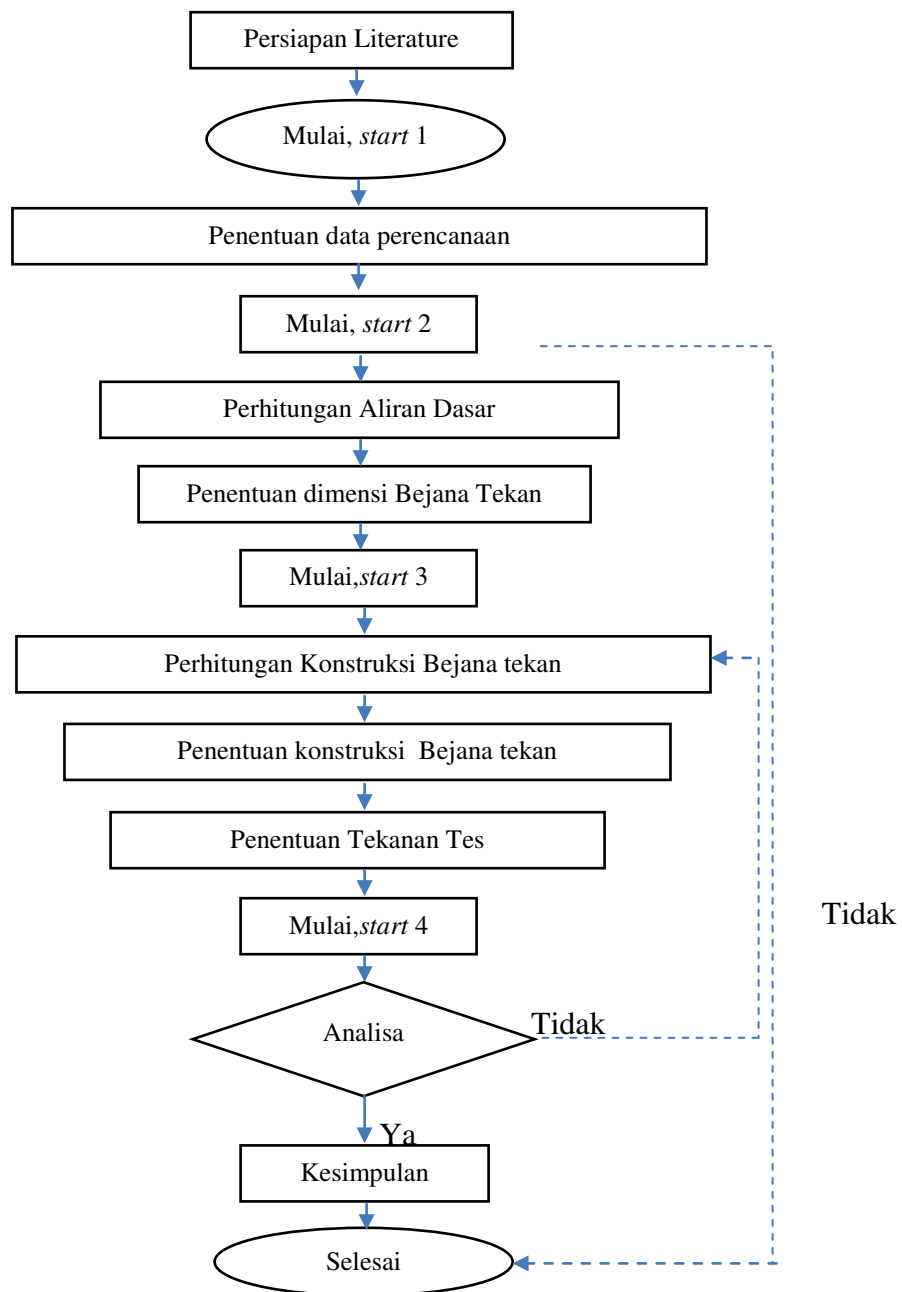 Persiapan Literature
Mulai, start 1
Penentuan data perencanaan
Mulai, start 2
Perhitungan Aliran Dasar
Penentuan dimensi Bejana Tekan
Mulai,start 3
Perhitungan Konstruksi Bejana tekan
Penentuan konstruksi  Bejana tekan
Penentuan Tekanan Tes
Mulai,start 4
Tidak
Analisa
Tidak
Ya
Kesimpulan
Selesai